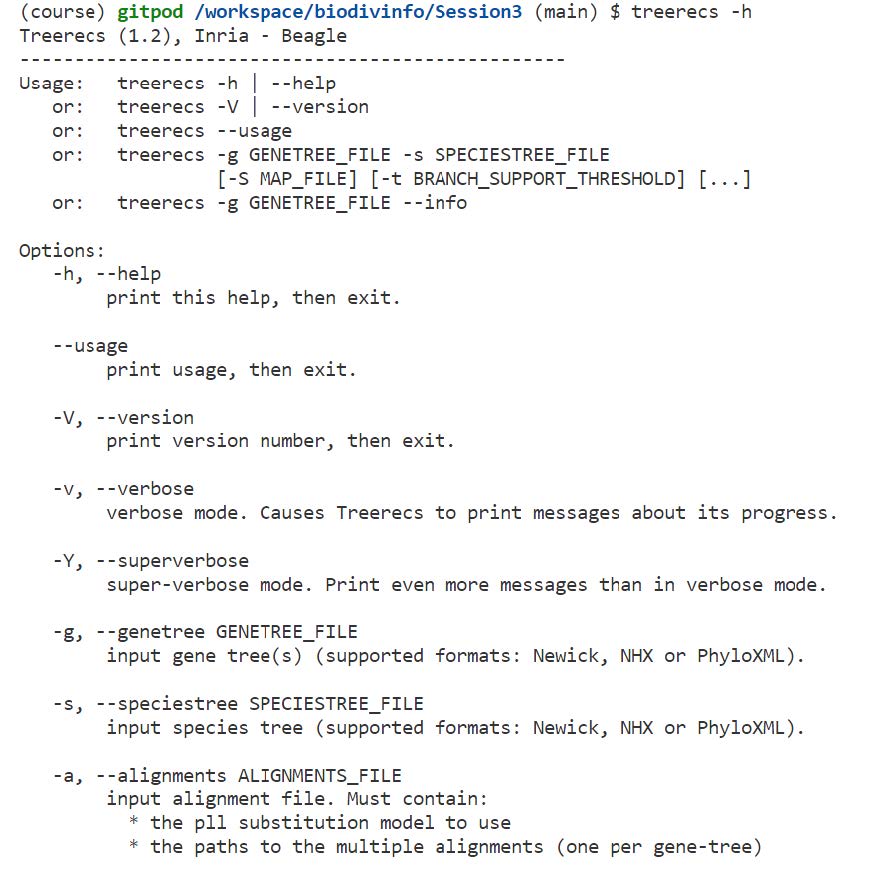 (course) gitpod /workspace/biodivinfo/Session3 (main) $ treerecs -h
Treerecs (1.2), Inria - Beagle
--------------------------------------------------
Usage:   treerecs -h | --help
   or:   treerecs -V | --version
   or:   treerecs --usage
   or:   treerecs -g GENETREE_FILE -s SPECIESTREE_FILE
                  [-S MAP_FILE] [-t BRANCH_SUPPORT_THRESHOLD] [...]
   or:   treerecs -g GENETREE_FILE --info

Options:
   -h, --help
        print this help, then exit.

   --usage
        print usage, then exit.

   -V, --version
        print version number, then exit.

   -v, --verbose
        verbose mode. Causes Treerecs to print messages about its progress.

   -Y, --superverbose
        super-verbose mode. Print even more messages than in verbose mode.

   -g, --genetree GENETREE_FILE
        input gene tree(s) (supported formats: Newick, NHX or PhyloXML).

   -s, --speciestree SPECIESTREE_FILE
        input species tree (supported formats: Newick, NHX or PhyloXML).

   -a, --alignments ALIGNMENTS_FILE
        input alignment file. Must contain:
          * the pll substitution model to use
          * the paths to the multiple alignments (one per gene-tree)